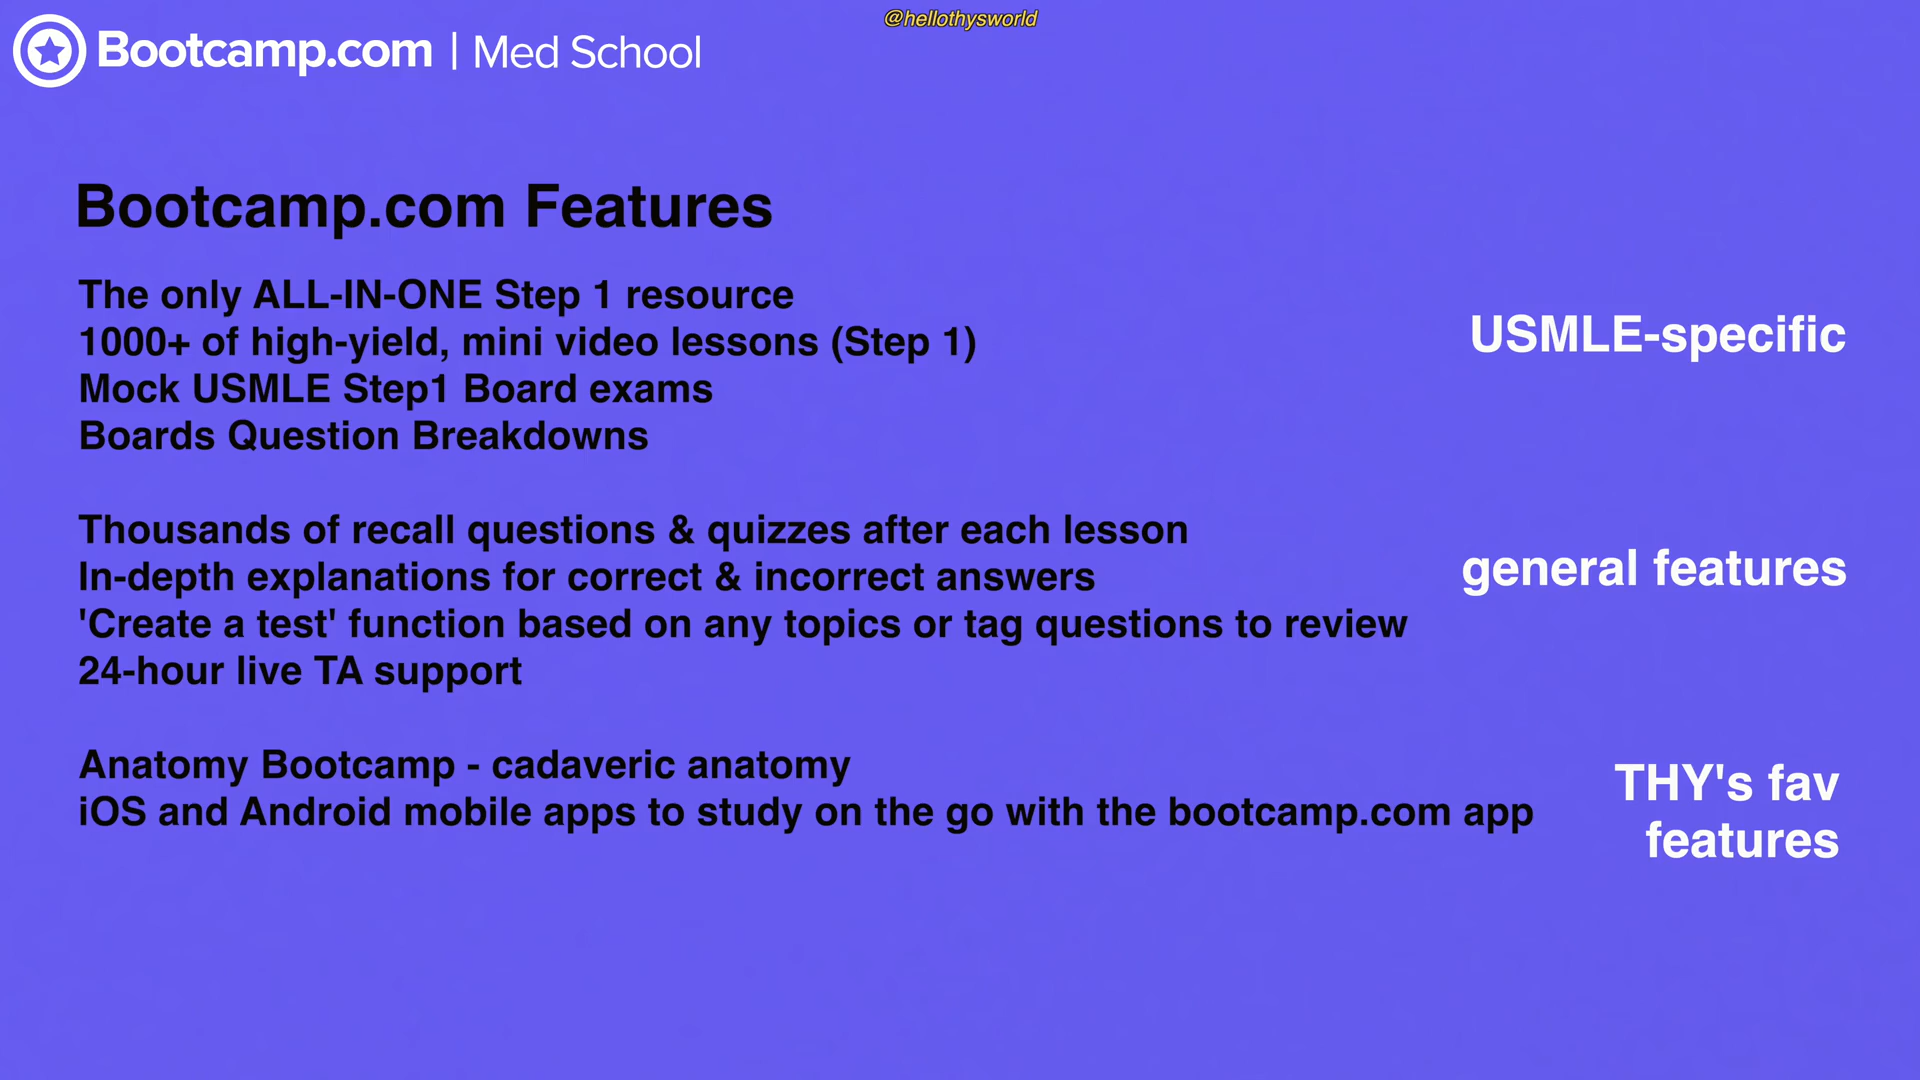 @hellothysworld
Bootcamp.com | Med School
Bootcamp.com Features
The only ALL-IN-ONE Step 1 resource
1000+ of high-yield, mini video lessons (Step 1)
Mock USMLE Step1 Board exams
Boards Question Breakdowns
USMLE-specific
Thousands of recall questions & quizzes after each lesson
In-depth explanations for correct & incorrect answers
'Create a test' function based on any topics or tag questions to review
24-hour live TA support
general features
Anatomy Bootcamp - cadaveric anatomy
iOS and Android mobile apps to study on the go with the bootcamp.com app
THY's fav
features